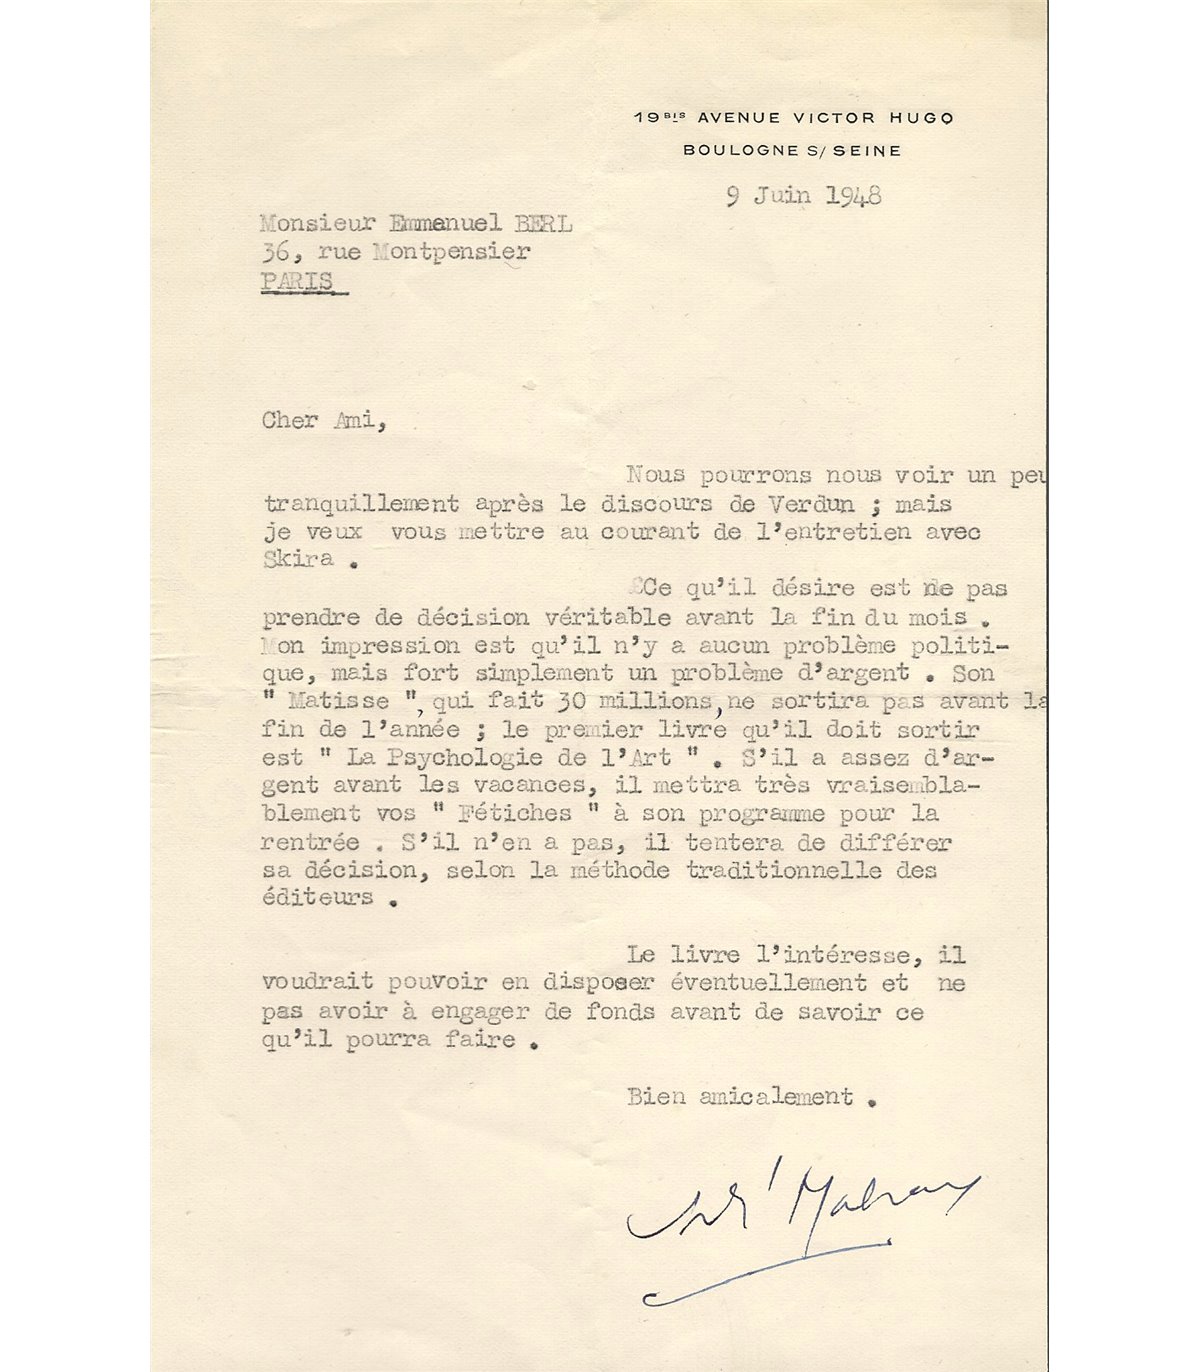 19BIS AVENUE VICTOR HUGO
BOULOGNE S/ SEINE
9 Juin 1948
Monsieur Emmanuel BERL
36, rue Montpensier
PARIS
Cher Ami,
Nous pourrons nous voir un peu
tranquillement après le discours de Verdun ; mais
je veux vous mettre au courant de l'entretien avec
Skira .
Ce qu'il désire est de pas
prendre de décision véritable avant la fin du mois .
Mon impression est qu'il n'y a aucun problème politi-
que, mais fort simplement un problème d'argent . Son
" Matisse ", qui fait 30 millions, ne sortira pas avant la
fin de l'année ; le premier livre qu'il doit sortir
est " La Psychologie de l'Art " . S'il a assez d'ar-
gent avant les vacances, il mettra très vraisembla-
blement vos " Fétiches " à son programme pour la
rentrée . S'il n'en a pas, il tentera de différer
sa décision, selon la méthode traditionnelle des
éditeurs .
Le livre l'intéresse, il
voudrait pouvoir en disposer éventuellement et ne
pas avoir à engager de fonds avant de savoir ce
qu'il pourra faire .
Bien amicalement .
André Malraux